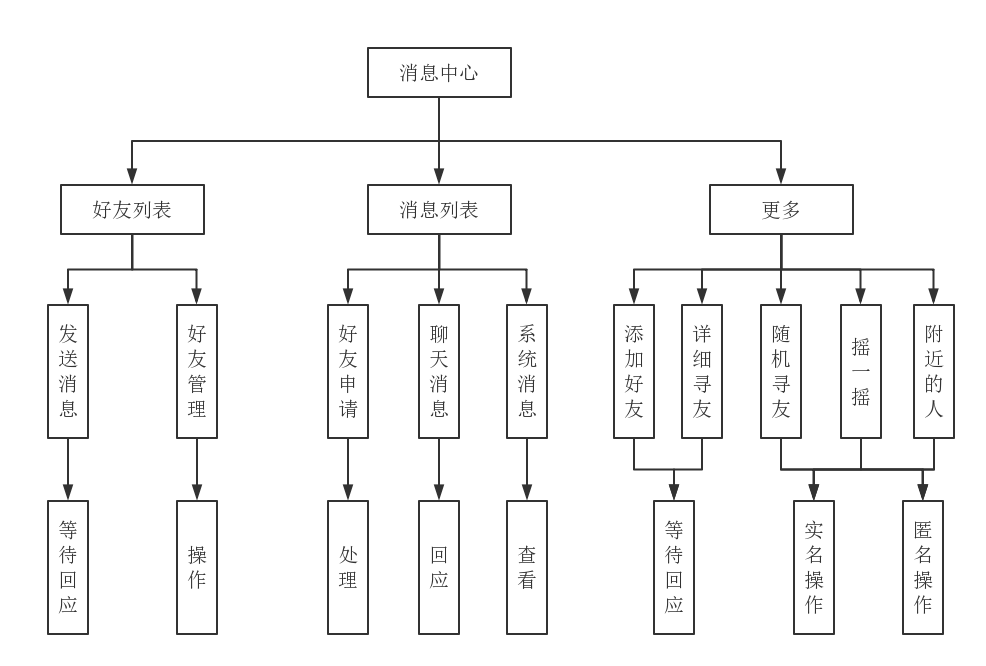 消息中心
好友列表
消息列表
更多
发送消息
好友管理
好友申请
聊天消息
系统消息
添加好友
详细寻友
随机寻友
摇一摇
附近的人
等待回应
操作
处理
回应
查看
等待回应
实名操作
匿名操作